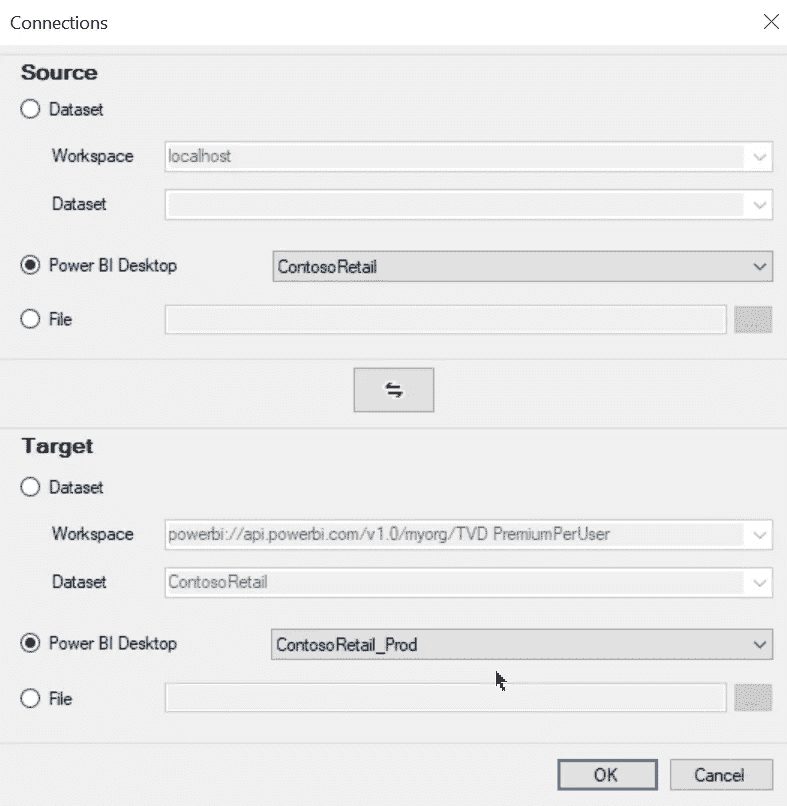 Connections
Source
Dataset
Workspace localhost
Dataset
Power BI Desktop ContosoRetail
File
...
Target
Dataset
Workspace powerbi://api.powerbi.com/v1.0/myorg/TVD PremiumPerUser
Dataset ContosoRetail
Power BI Desktop ContosoRetail_Prod
File
...
OK Cancel